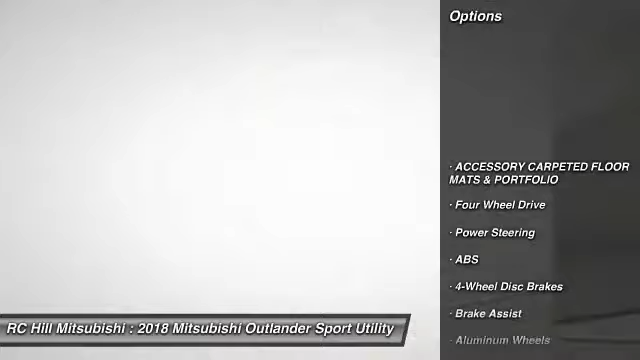 Options
· ACCESSORY CARPETED FLOOR
MATS & PORTFOLIO
· Four Wheel Drive
· Power Steering
· ABS
· 4-Wheel Disc Brakes
· Brake Assist
· Aluminum Wheels
RC Hill Mitsubishi : 2018 Mitsubishi Outlander Sport Utility